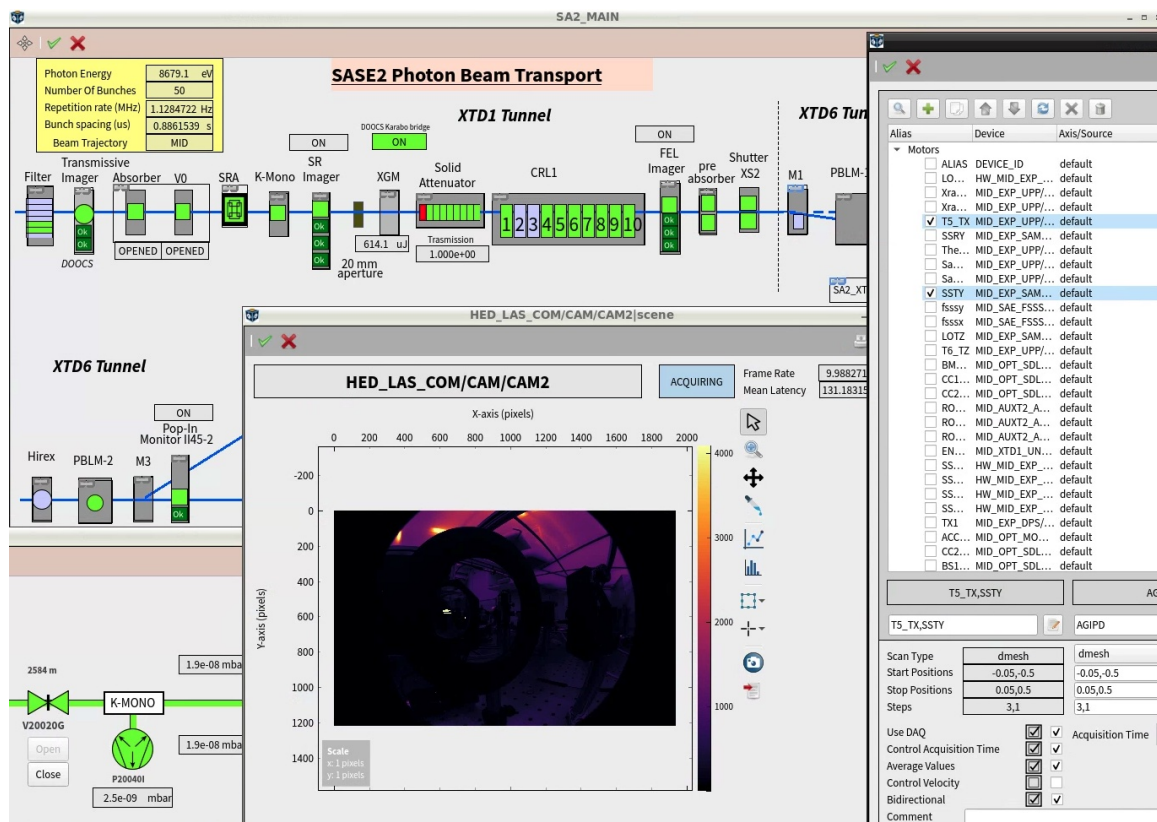 SA2_MAIN
Photon Energy 8679.1 eV
Number Of Bunches 50
Repetition rate (MHz) 1.1284722 Hz
Bunch spacing (us) 0.8861539 s
Beam Trajectory MID
SASE2 Photon Beam Transport
XTD1 Tunnel
XTD6 Tun
DOOCS Karabo bridge
ON
ON
ON
Filter
Transmissive
Imager
Absorber
V0
SRA
K-Mono
SR
Imager
XGM
Solid
Attenuator
CRL1
FEL
Imager
pre
absorber
Shutter
XS2
M1
PBLM-1
1 2 3 4 5 6 7 8 9 10
Ok
Ok
DOOCS
OPENED
OPENED
Ok
Ok
Ok
614.1 uJ
20 mm
aperture
Trasmission
1.000e+00
Ok
Ok
Ok
SA2_XT
XTD6 Tunnel
ON
Pop-In
Monitor II45-2
Hirex
PBLM-2
M3
Ok
2584 m
V20020G
Open
Close
K-MONO
P20040I
2.5e-09 mbar
1.9e-08 mba
1.9e-08 mba
HED_LAS_COM/CAM/CAM2|scene
HED_LAS_COM/CAM/CAM2
ACQUIRING
Frame Rate 9.988271
Mean Latency 131.18315
X-axis (pixels)
0 200 400 600 800 1000 1200 1400 1600 1800 2000
Y-axis (pixels)
-200
0
200
400
600
800
1000
1200
1400
4000
3000
2000
1000
Scale
x: 1 pixels
y: 1 pixels
Alias Device Axis/Source
Motors
ALIAS DEVICE_ID default
LO... HW_MID_EXP_... default
Xra... MID_EXP_UPP/... default
Xra... MID_EXP_UPP/... default
T5_TX MID_EXP_UPP/... default
SSRY MID_EXP_SAM... default
The... MID_EXP_UPP/... default
Sa... MID_EXP_UPP/... default
Sa... MID_EXP_UPP/... default
SSTY MID_EXP_SAM... default
fsssy MID_SAE_FSSS... default
fsssx MID_SAE_FSSS... default
LOTZ MID_EXP_SAM... default
T6_TZ MID_EXP_UPP/... default
BM... MID_OPT_SDL... default
CC1... MID_OPT_SDL... default
CC2... MID_OPT_SDL... default
RO... MID_AUXT2_A... default
RO... MID_AUXT2_A... default
RO... MID_AUXT2_A... default
EN... MID_XTD1_UN... default
SS... HW_MID_EXP_... default
SS... HW_MID_EXP_... default
SS... HW_MID_EXP_... default
SS... HW_MID_EXP_... default
TX1 MID_EXP_DPS/... default
ACC... MID_OPT_MO... default
CC2... MID_OPT_SDL... default
BS1... MID_OPT_SDL... default
T5_TX,SSTY AG
T5_TX,SSTY AGIPD
Scan Type dmesh dmesh
Start Positions -0.05,-0.5 -0.05,-0.5
Stop Positions 0.05,0.5 0.05,0.5
Steps 3,1 3,1
Use DAQ Acquisition Time
Control Acquisition Time
Average Values
Control Velocity
Bidirectional
Comment